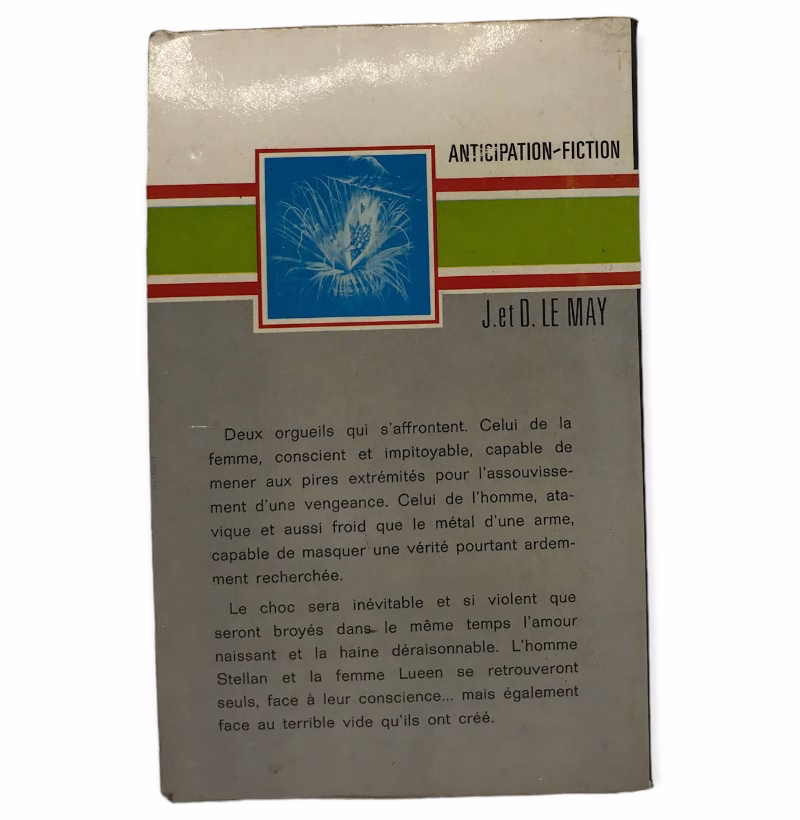 ANTICIPATION-FICTION
J. et D. LE MAY
Deux orgueils qui s'affrontent. Celui de la
femme, conscient et impitoyable, capable de
mener aux pires extrémités pour l'assouvisse-
ment d'une vengeance. Celui de l'homme, ata-
vique et aussi froid que le métal d'une arme,
capable de masquer une vérité pourtant ardem-
ment recherchée.
Le choc sera inévitable et si violent que
seront broyés dans le même temps l'amour
naissant et la haine déraisonnable. L'homme
Stellan et la femme Lueen se retrouveront
seuls, face à leur conscience... mais également
face au terrible vide qu'ils ont créé.